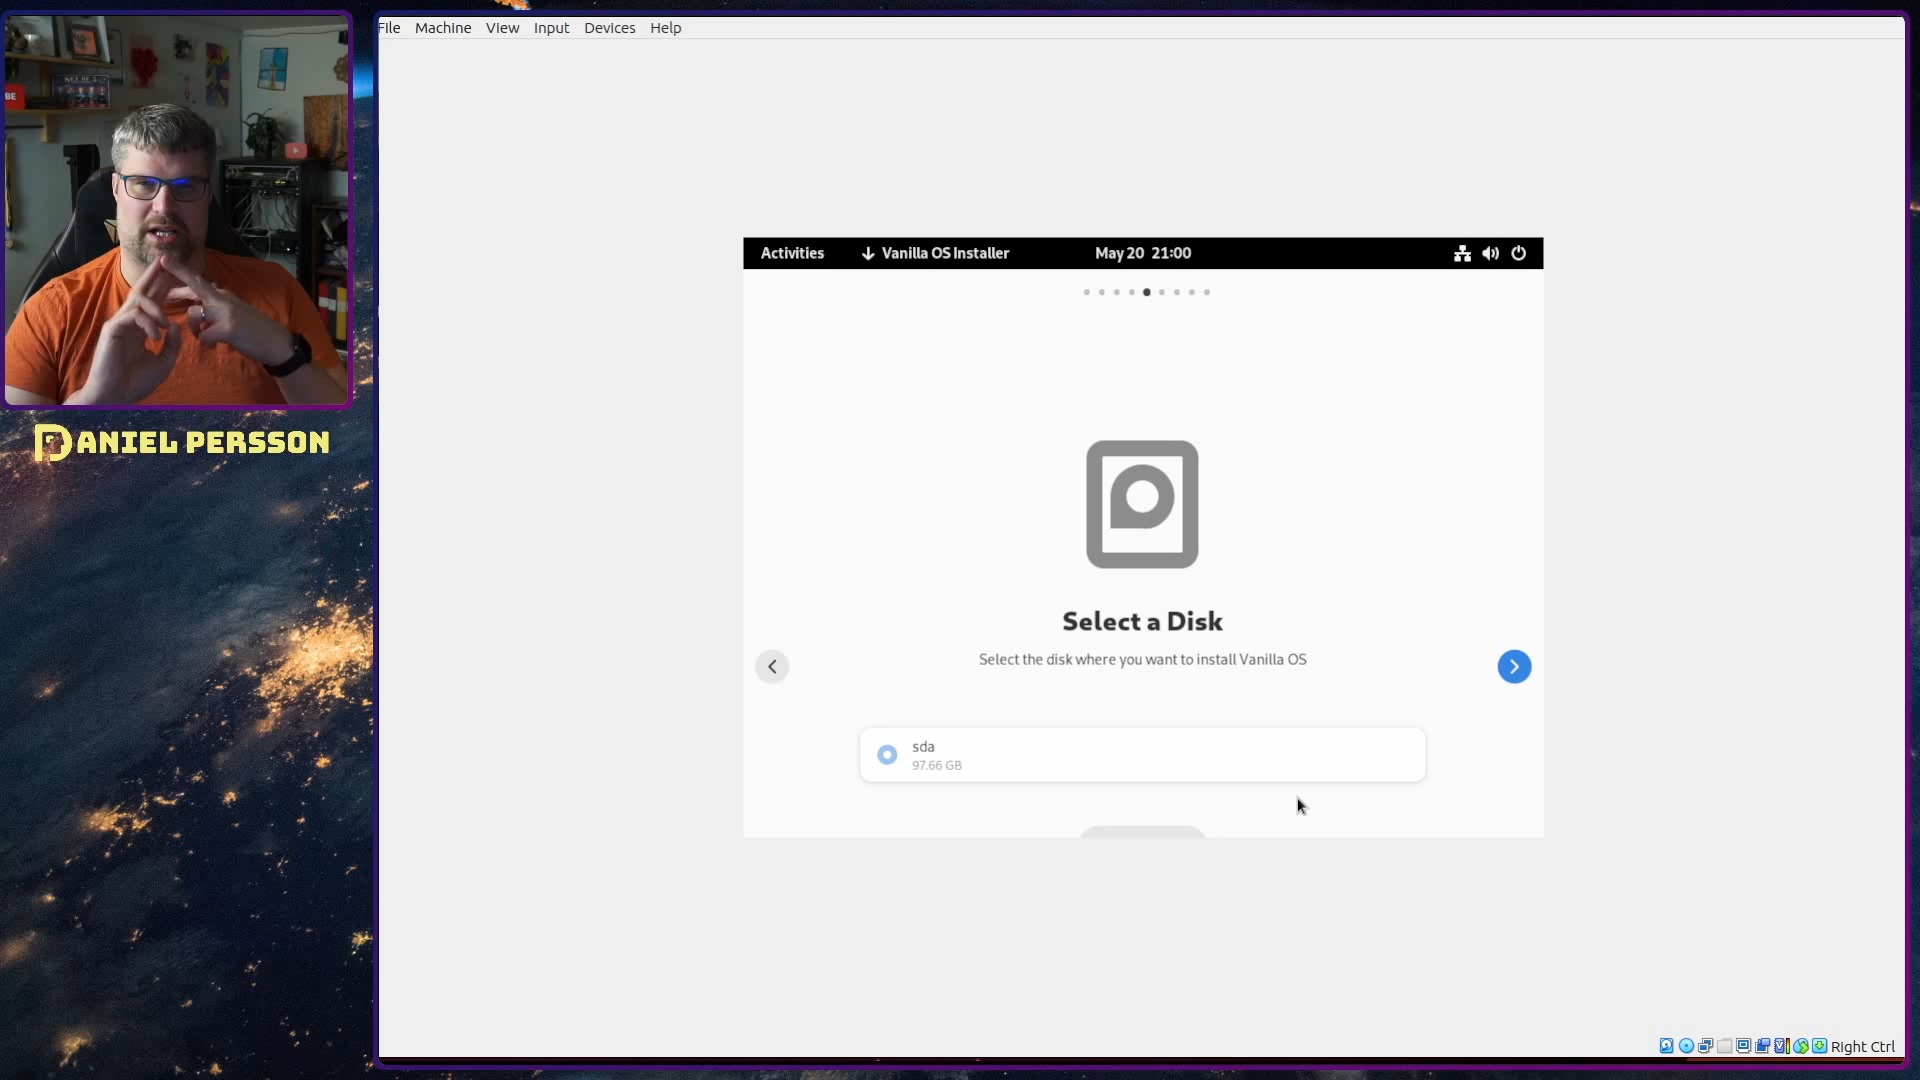 File Machine View Input Devices Help
BE
DANIEL PERSSON
Activities Vanilla OS Installer May 20 21:00
Select a Disk
Select the disk where you want to install Vanilla OS
sda
97.66 GB
Right Ctrl